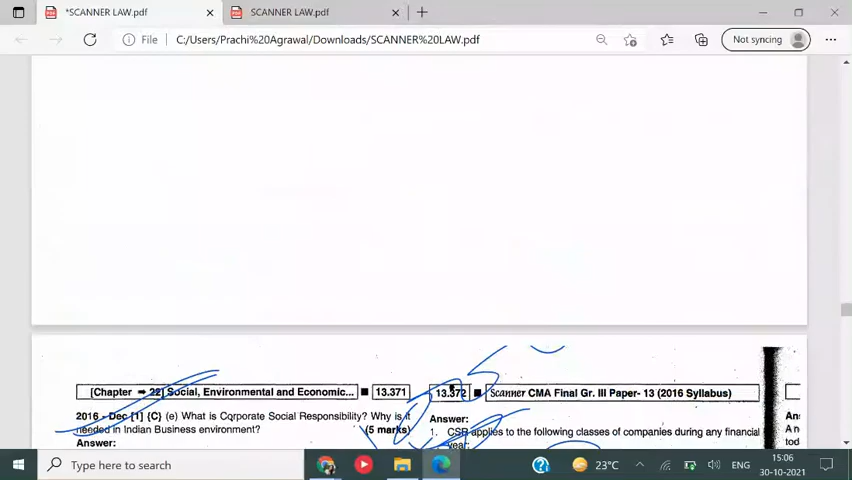 *SCANNER LAW.pdf
SCANNER LAW.pdf
File
C:/Users/Prachi%20Agrawal/Downloads/SCANNER%20LAW.pdf
Not syncing
[Chapter ➡ 22] Social, Environmental and Economic... ■ 13.371
2016 - Dec [1] {C} (e) What is Corporate Social Responsibility? Why is it
needed in Indian Business environment? (5 marks)
Answer:
13.372 ■ Scanner CMA Final Gr. III Paper- 13 (2016 Syllabus)
Answer:
1. CSR applies to the following classes of companies during any financial
year:
Ans
A n
tod
Type here to search
23°C
ENG
15:06
30-10-2021